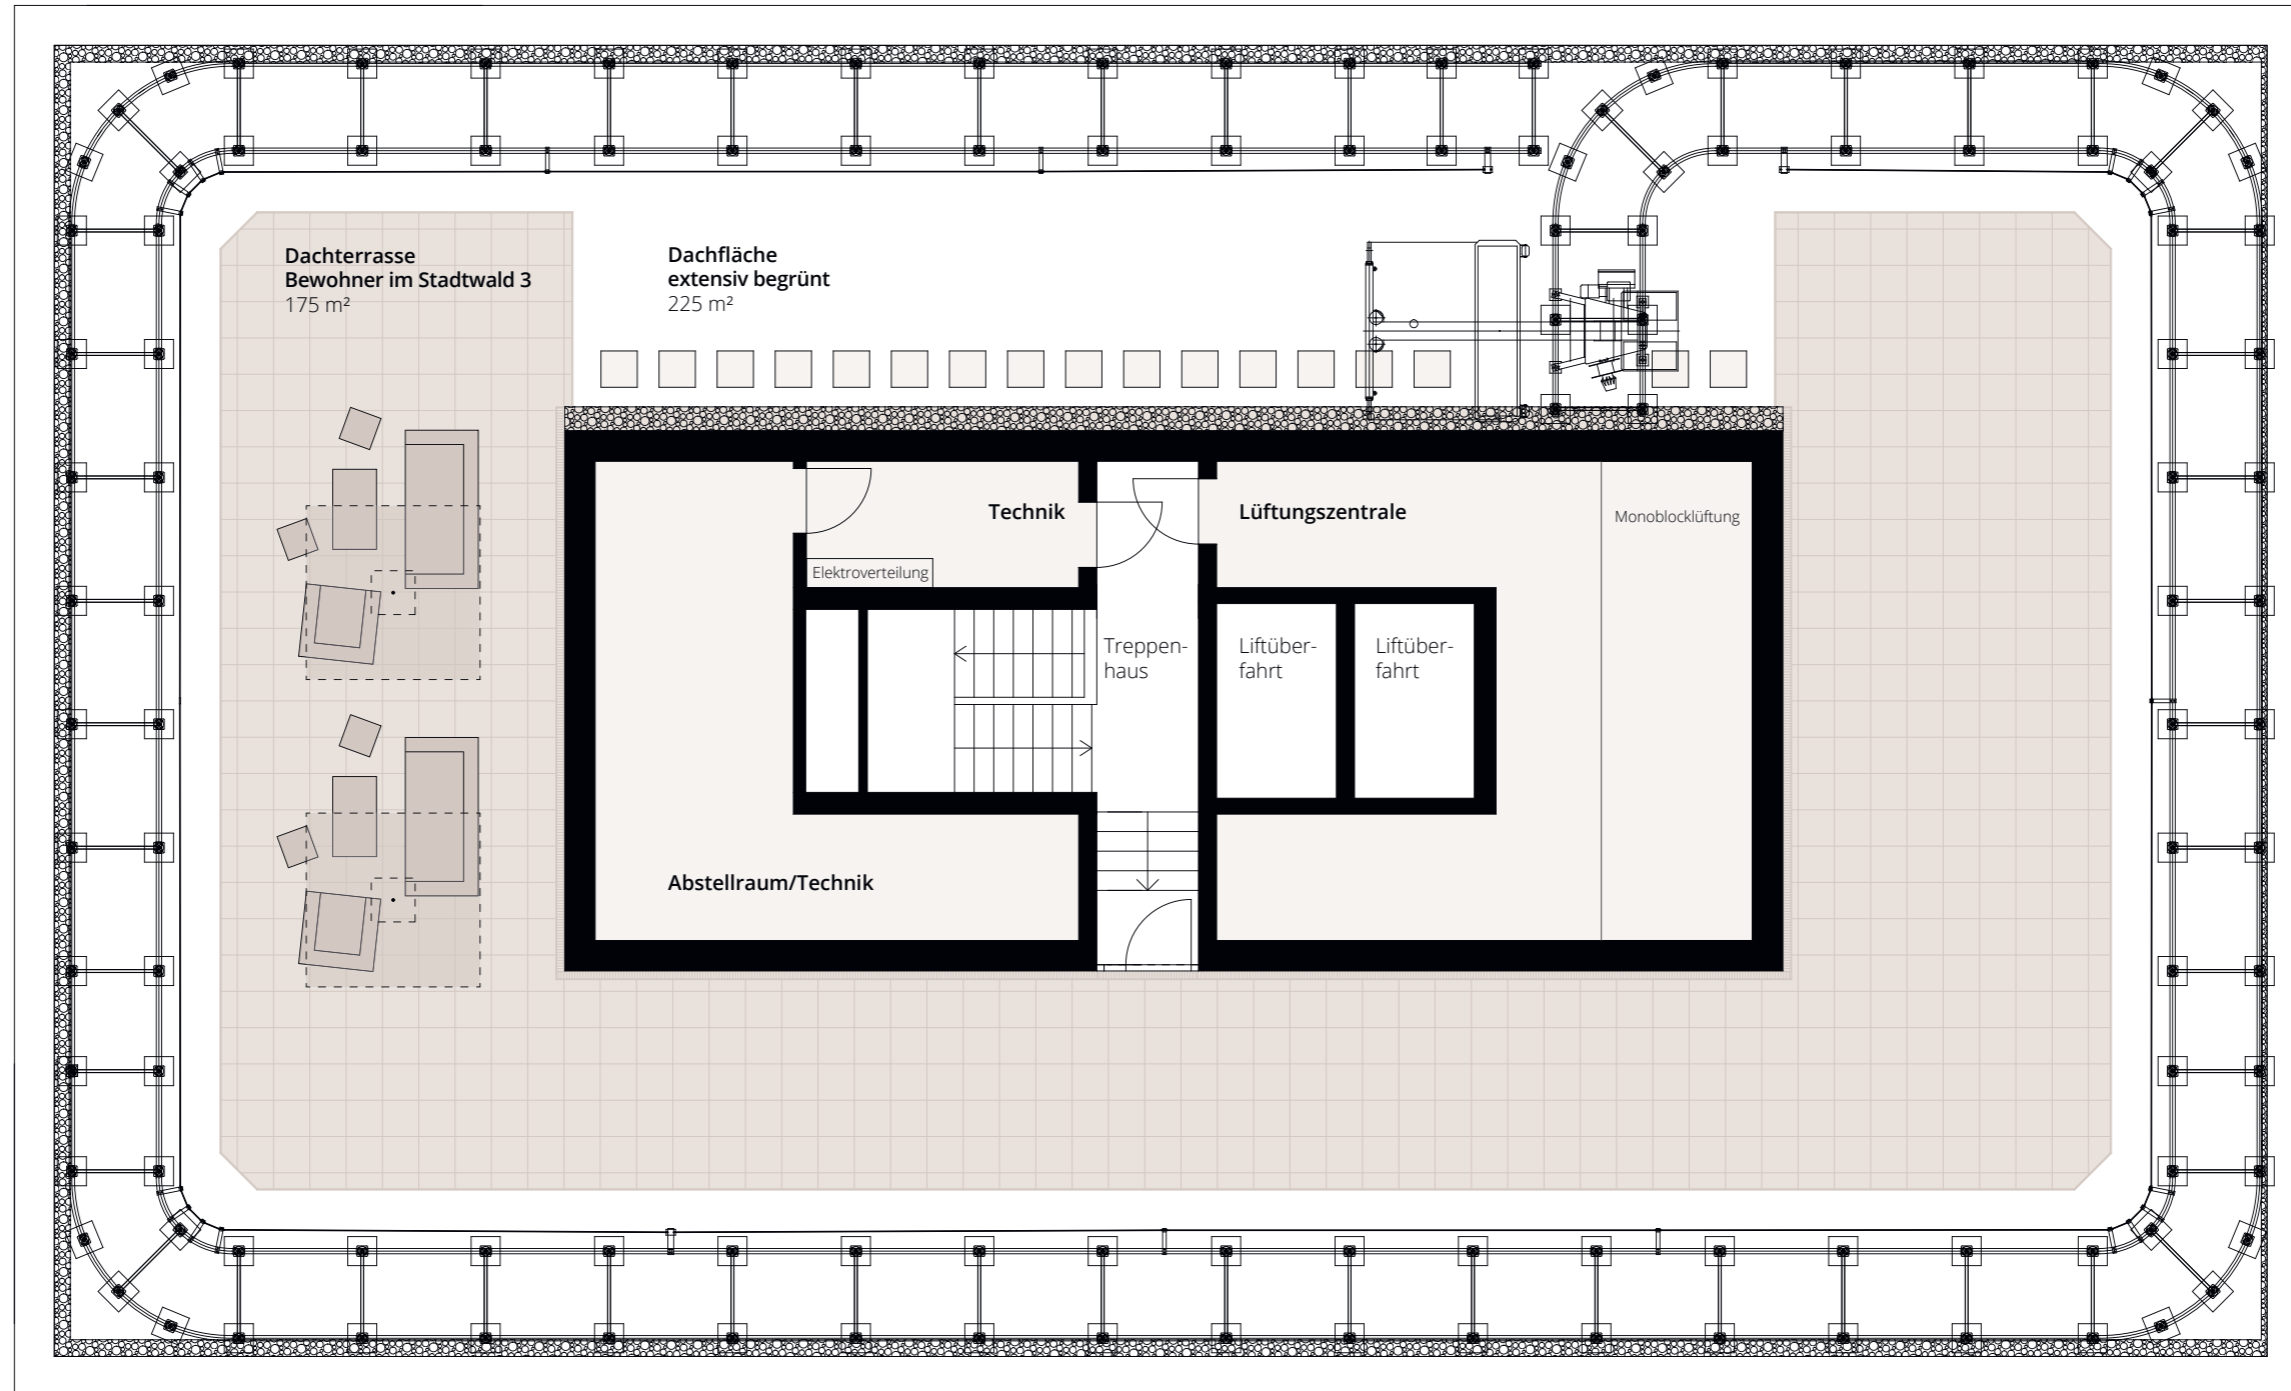 Dachterrasse
Bewohner im Stadtwald 3
175 m²
Dachfläche
extensiv begrünt
225 m²
Technik
Lüftungszentrale
Monoblocklüftung
Elektroverteilung
Treppen-
haus
Liftüber-
fahrt
Liftüber-
fahrt
Abstellraum/Technik